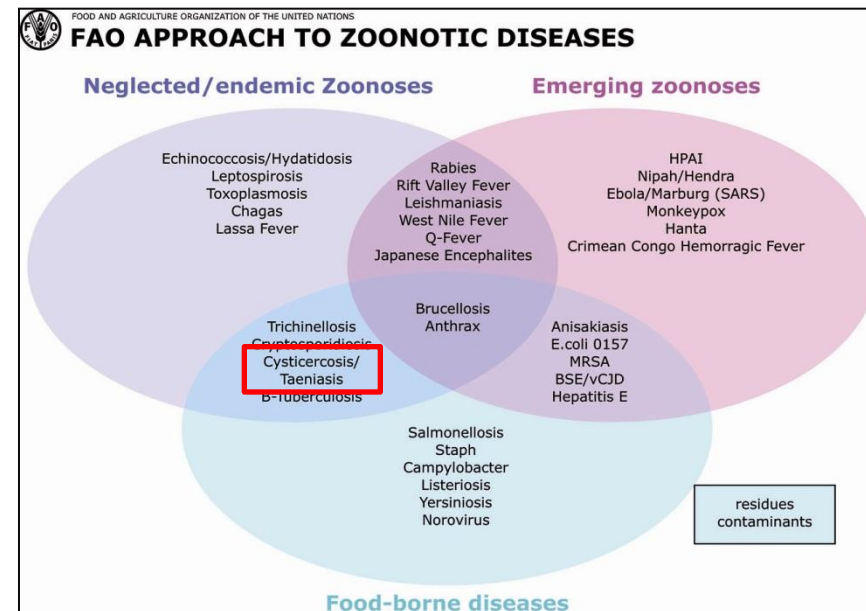 FOOD AND AGRICULTURE ORGANIZATION OF THE UNITED NATIONS
FAO APPROACH TO ZOONOTIC DISEASES
Neglected/endemic Zoonoses
Emerging zoonoses
Echinococcosis/Hydatidosis
Leptospirosis
Toxoplasmosis
Chagas
Lassa Fever
Rabies
Rift Valley Fever
Leishmaniasis
West Nile Fever
Q-Fever
Japanese Encephalites
HPAI
Nipah/Hendra
Ebola/Marburg (SARS)
Monkeypox
Hanta
Crimean Congo Hemorragic Fever
Trichinellosis
Cryptosporidiosis
Cysticercosis/
Taeniasis
B-Tuberculosis
Brucellosis
Anthrax
Anisakiasis
E.coli 0157
MRSA
BSE/vCJD
Hepatitis E
Salmonellosis
Staph
Campylobacter
Listeriosis
Yersiniosis
Norovirus
residues
contaminants
Food-borne diseases